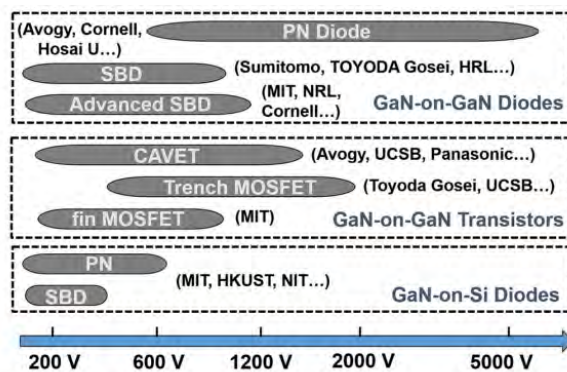 (Avogy, Cornell,
Hosai U…)
PN Diode
SBD
(Sumitomo, TOYODA Gosei, HRL…)
Advanced SBD
(MIT, NRL,
Cornell…)
GaN-on-GaN Diodes
CAVET
(Avogy, UCSB, Panasonic…)
Trench MOSFET
(Toyoda Gosei, UCSB…)
fin MOSFET
(MIT)
GaN-on-GaN Transistors
PN
(MIT, HKUST, NIT…)
SBD
GaN-on-Si Diodes
200 V 600 V 1200 V 2000 V 5000 V